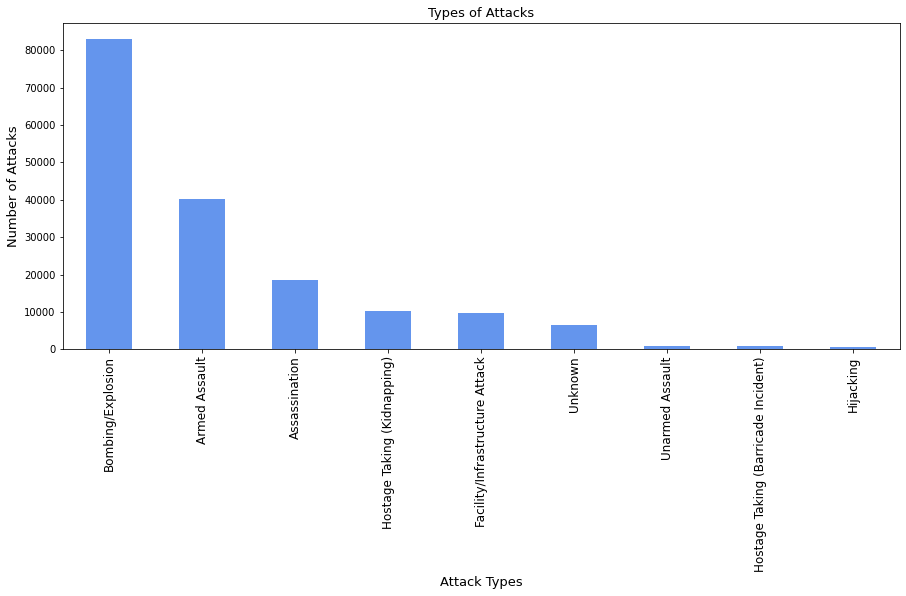 Types of Attacks
Number of Attacks
80000
70000
60000
50000
40000
30000
20000
10000
0
Bombing/Explosion
Armed Assault
Assassination
Hostage Taking (Kidnapping)
Facility/Infrastructure Attack
Unknown
Unarmed Assault
Hostage Taking (Barricade Incident)
Hijacking
Attack Types